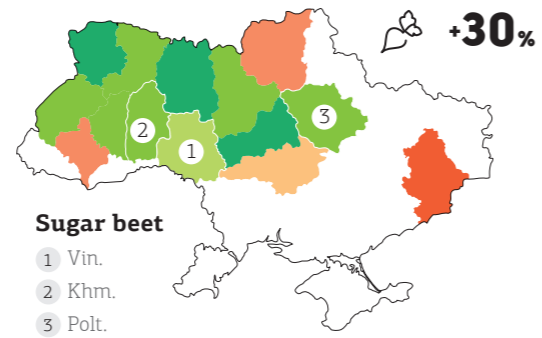 +30%
2
3
1
Sugar beet
1 Vin.
2 Khm.
3 Polt.